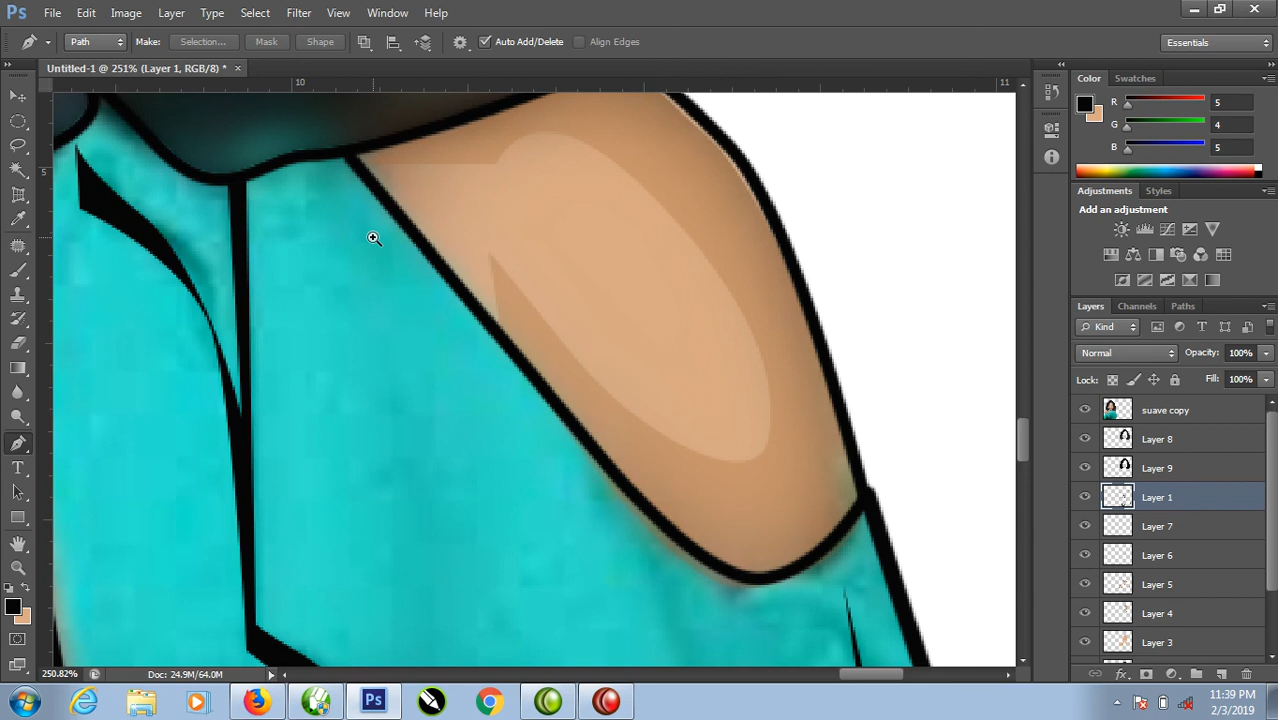 Ps File Edit Image Layer Type Select Filter View Window Help
Path Make: Selection... Mask Shape Auto Add/Delete Align Edges Essentials
Untitled-1 @ 251% (Layer 1, RGB/8) * ×
10 11
5
Color Swatches
R 5
G 4
B 5
Adjustments Styles
Add an adjustment
Layers Channels Paths
Kind
Normal Opacity: 100%
Lock: Fill: 100%
suave copy
Layer 8
Layer 9
Layer 1
Layer 7
Layer 6
Layer 5
Layer 4
Layer 3
fx
250.82% Doc: 24.9M/64.0M
Ps
11:39 PM
2/3/2019